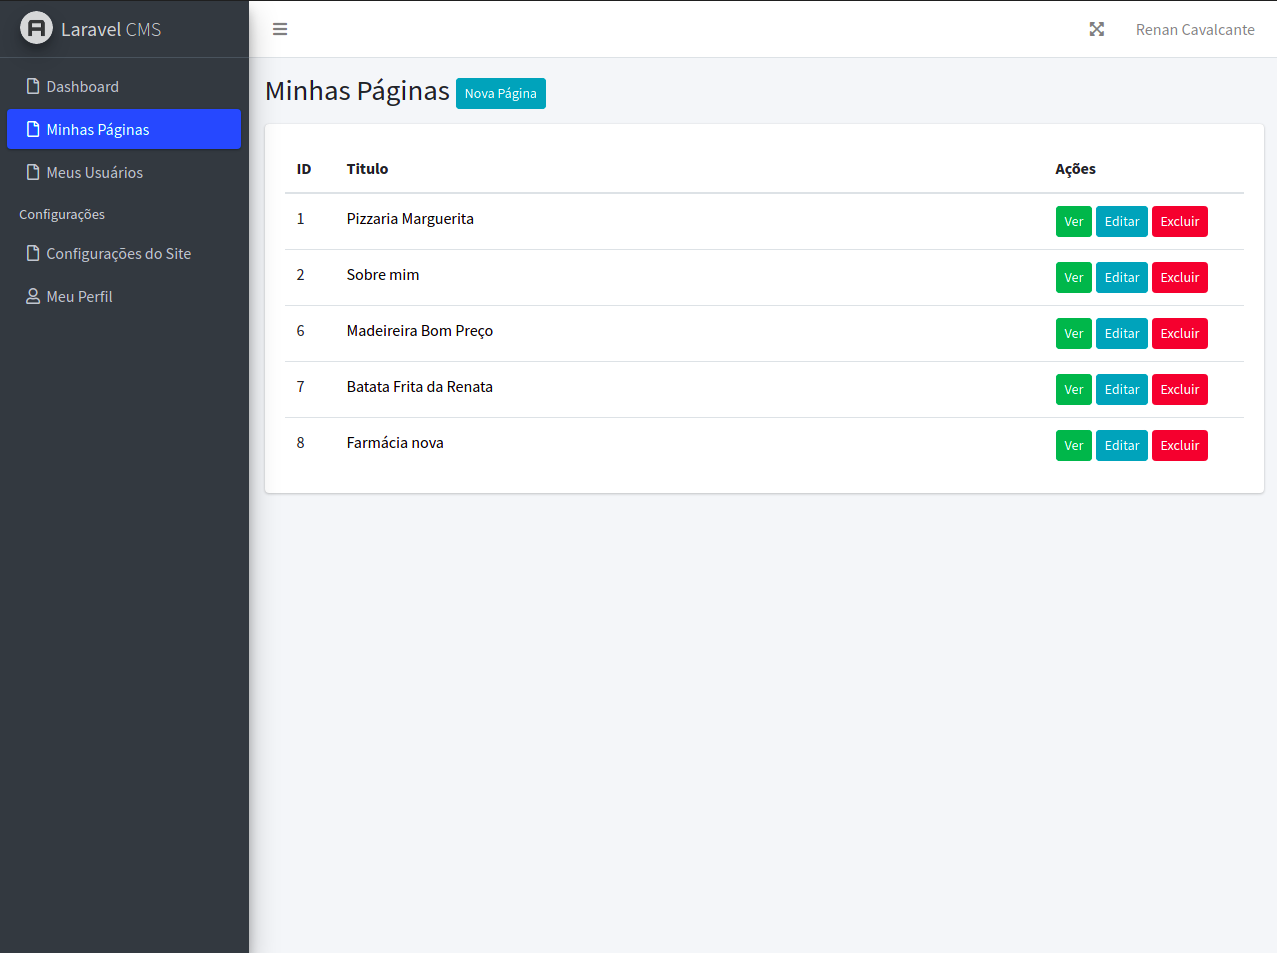 Laravel CMS
Renan Cavalcante
Dashboard
Minhas Páginas
Meus Usuários
Configurações
Configurações do Site
Meu Perfil
Minhas Páginas Nova Página
ID Titulo Ações
1 Pizzaria Marguerita Ver Editar Excluir
2 Sobre mim Ver Editar Excluir
6 Madeireira Bom Preço Ver Editar Excluir
7 Batata Frita da Renata Ver Editar Excluir
8 Farmácia nova Ver Editar Excluir